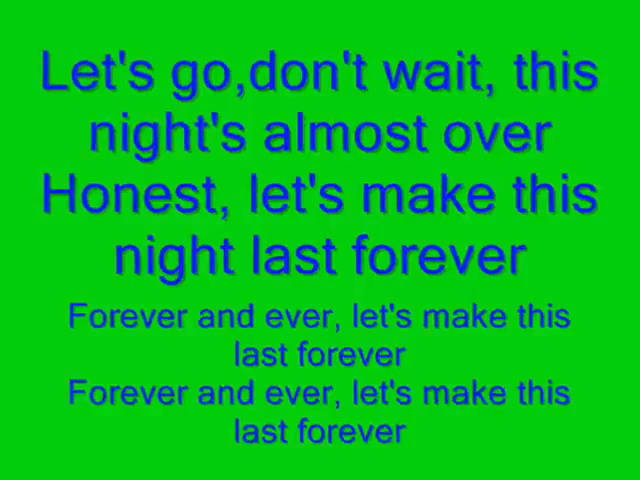 Let's go,don't wait, this
night's almost over
Honest, let's make this
night last forever
Forever and ever, let's make this
last forever
Forever and ever, let's make this
last forever